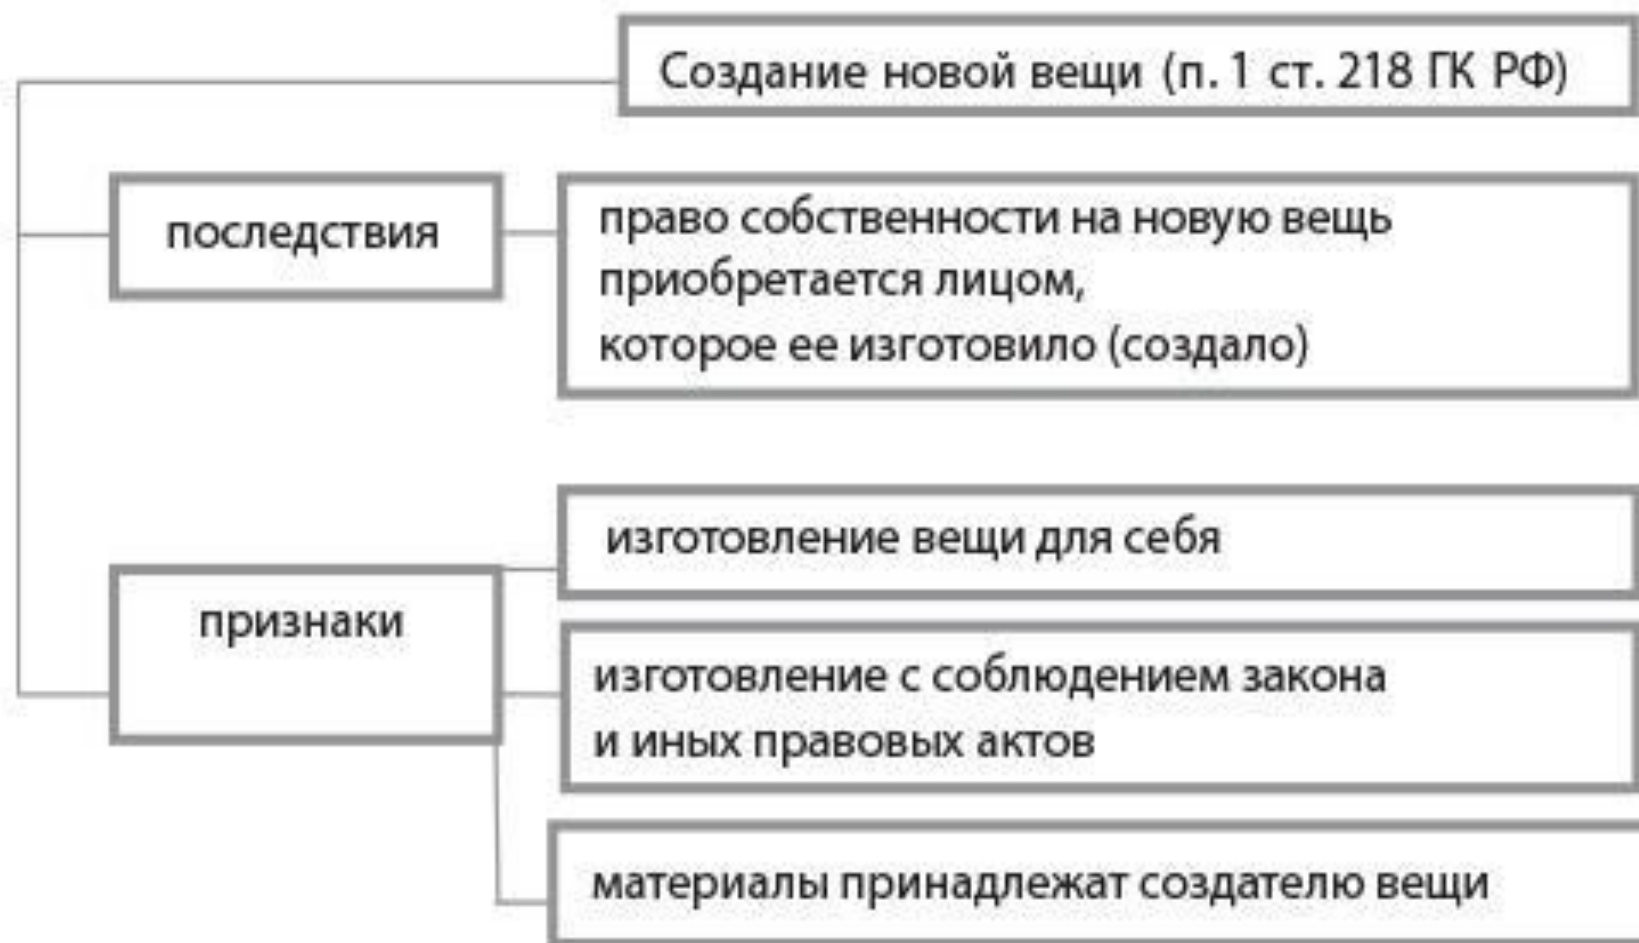 Создание новой вещи (п. 1 ст. 218 ГК РФ)
последствия
право собственности на новую вещь
приобретается лицом,
которое ее изготовило (создало)
признаки
изготовление вещи для себя
изготовление с соблюдением закона
и иных правовых актов
материалы принадлежат создателю вещи